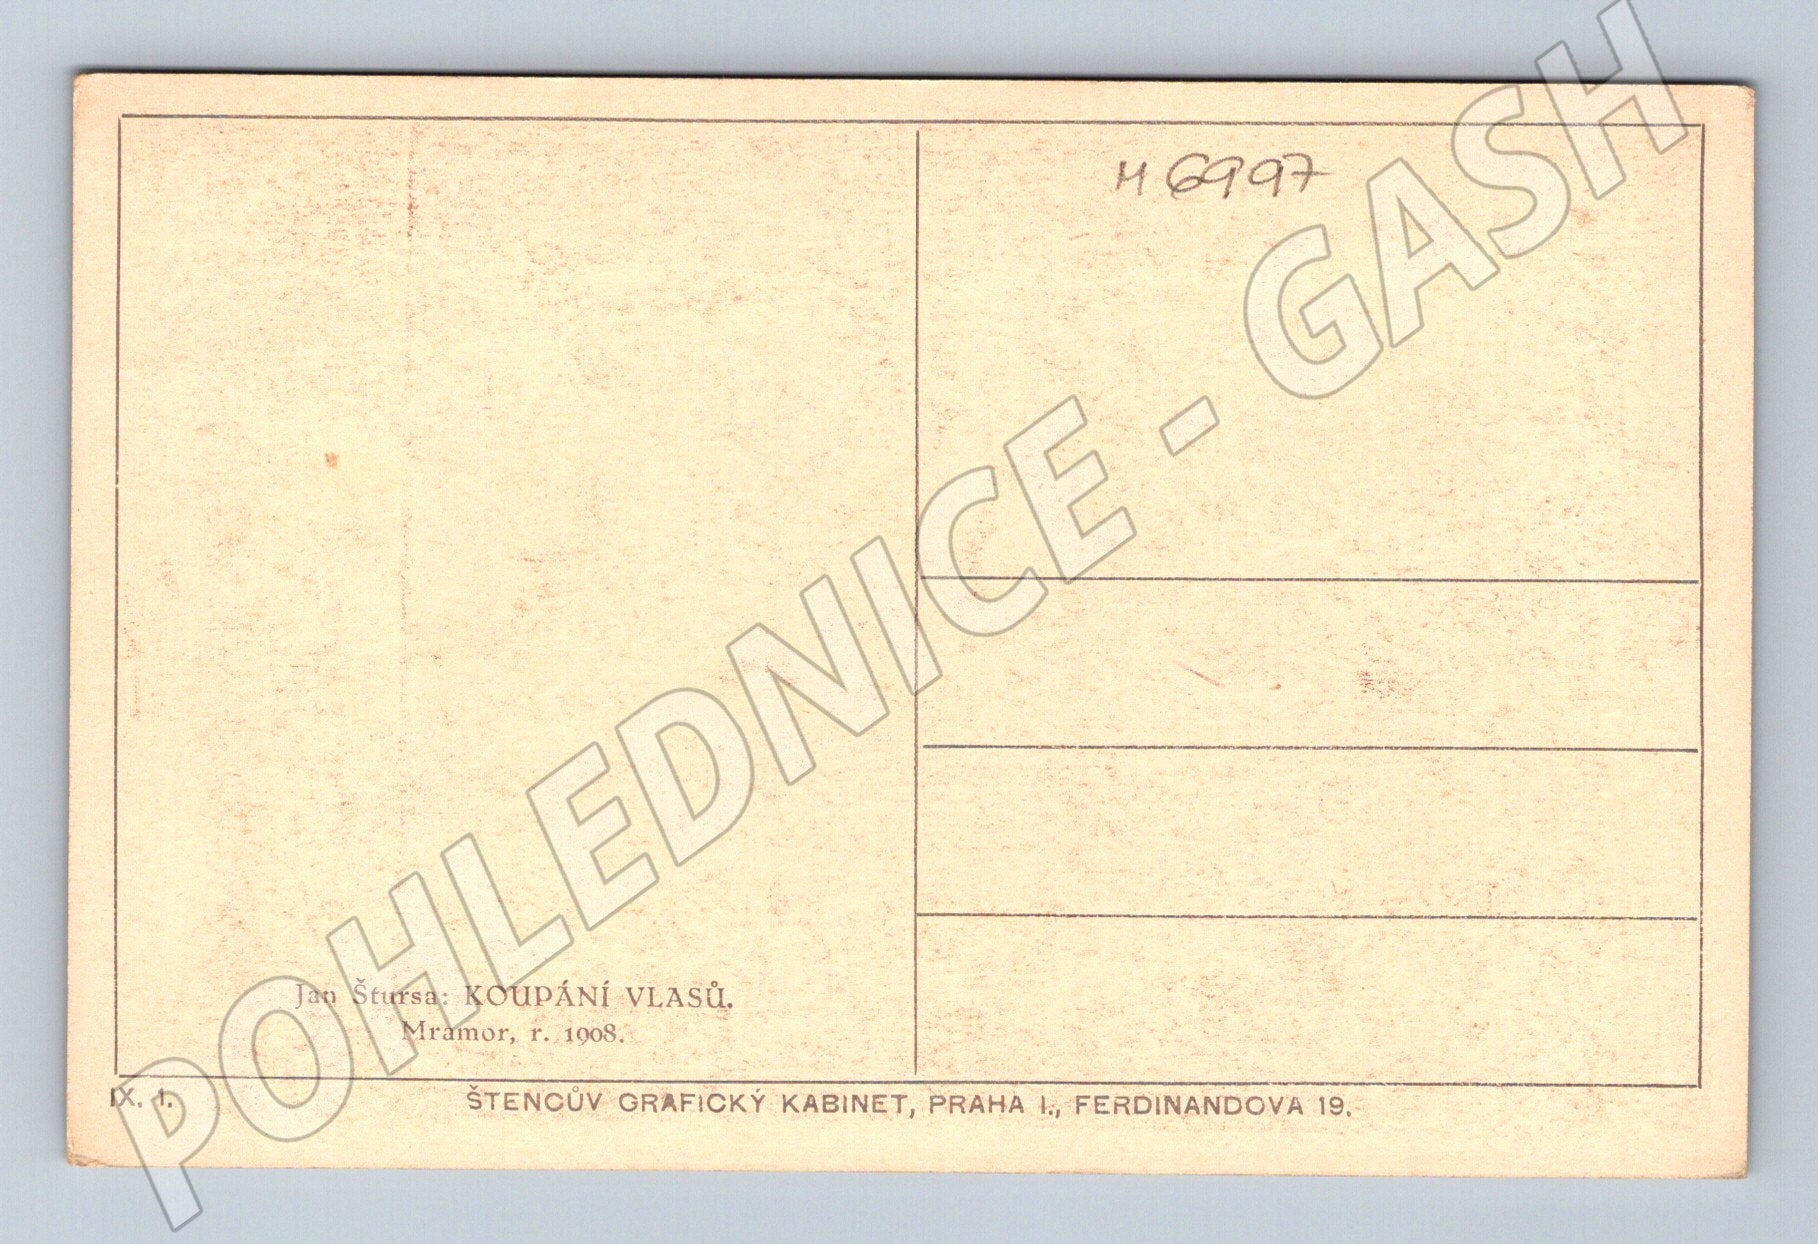 M 6997
Jan Štursa: KOUPÁNÍ VLASŮ.
Mramor, r. 1908.
IX. 1.
ŠTENCŮV GRAFICKÝ KABINET, PRAHA I., FERDINANDOVA 19.
POHLEDNICE - GASH